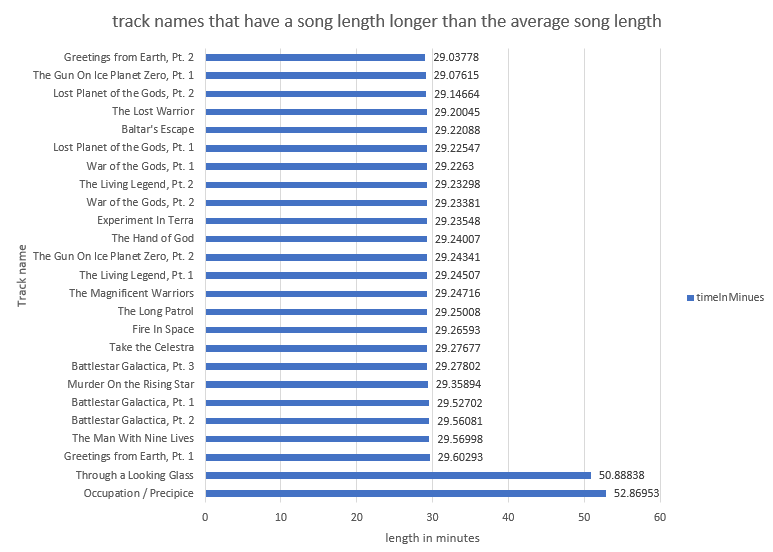 track names that have a song length longer than the average song length
Greetings from Earth, Pt. 2 29.03778
The Gun On Ice Planet Zero, Pt. 1 29.07615
Lost Planet of the Gods, Pt. 2 29.14664
The Lost Warrior 29.20045
Baltar's Escape 29.22088
Lost Planet of the Gods, Pt. 1 29.22547
War of the Gods, Pt. 1 29.2263
The Living Legend, Pt. 2 29.23298
War of the Gods, Pt. 2 29.23381
Experiment In Terra 29.23548
The Hand of God 29.24007
The Gun On Ice Planet Zero, Pt. 2 29.24341
The Living Legend, Pt. 1 29.24507
The Magnificent Warriors 29.24716
The Long Patrol 29.25008
Fire In Space 29.26593
Take the Celestra 29.27677
Battlestar Galactica, Pt. 3 29.27802
Murder On the Rising Star 29.35894
Battlestar Galactica, Pt. 1 29.52702
Battlestar Galactica, Pt. 2 29.56081
The Man With Nine Lives 29.56998
Greetings from Earth, Pt. 1 29.60293
Through a Looking Glass 50.88838
Occupation / Precipice 52.86953
0 10 20 30 40 50 60
length in minutes
Track name
timeInMinues